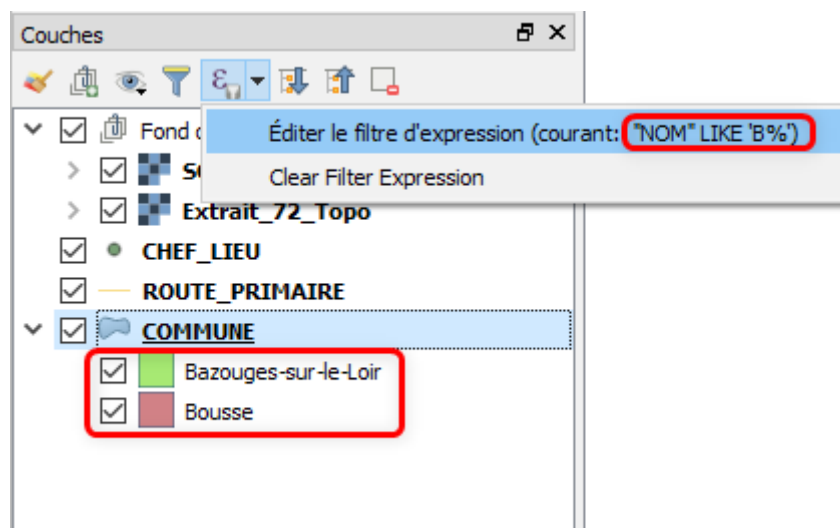 Couches
Éditer le filtre d'expression (courant: "NOM" LIKE 'B%')
Fond
Clear Filter Expression
Extrait_72_Topo
CHEF_LIEU
ROUTE_PRIMAIRE
COMMUNE
Bazouges-sur-le-Loir
Bousse